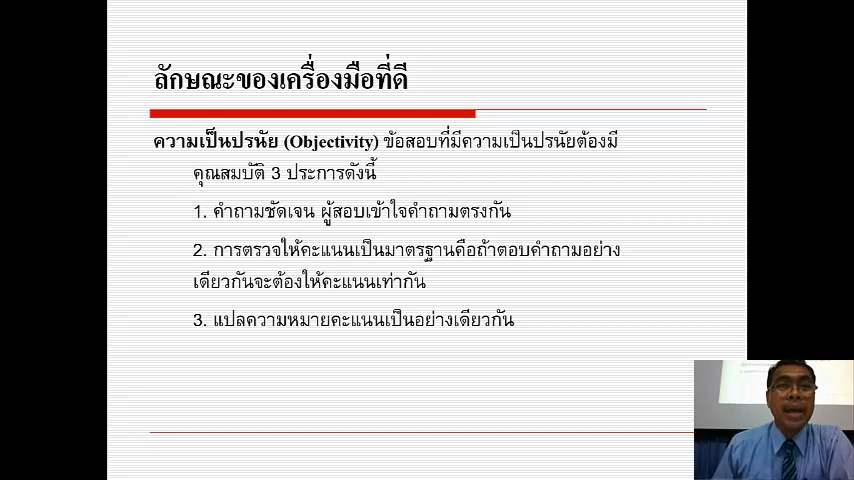 ลักษณะของเครื่องมือที่ดี
ความเป็นปรนัย (Objectivity) ข้อสอบที่มีความเป็นปรนัยต้องมี
คุณสมบัติ 3 ประการดังนี้
1. คำถามชัดเจน ผู้สอบเข้าใจคำถามตรงกัน
2. การตรวจให้คะแนนเป็นมาตรฐานคือถ้าตอบคำถามอย่าง
เดียวกันจะต้องให้คะแนนเท่ากัน
3. แปลความหมายคะแนนเป็นอย่างเดียวกัน